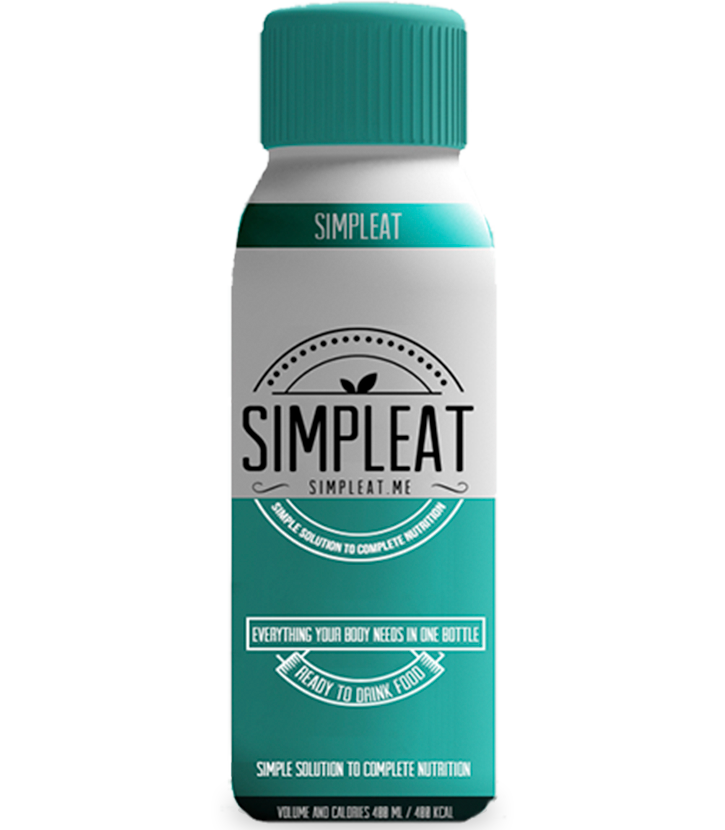 SIMPLEAT
SIMPLEAT
SIMPLEAT.ME
SIMPLE SOLUTION TO COMPLETE NUTRITION
EVERYTHING YOUR BODY NEEDS IN ONE BOTTLE
READY TO DRINK FOOD
SIMPLE SOLUTION TO COMPLETE NUTRITION
VOLUME AND CALORIES 400 ML / 400 KCAL